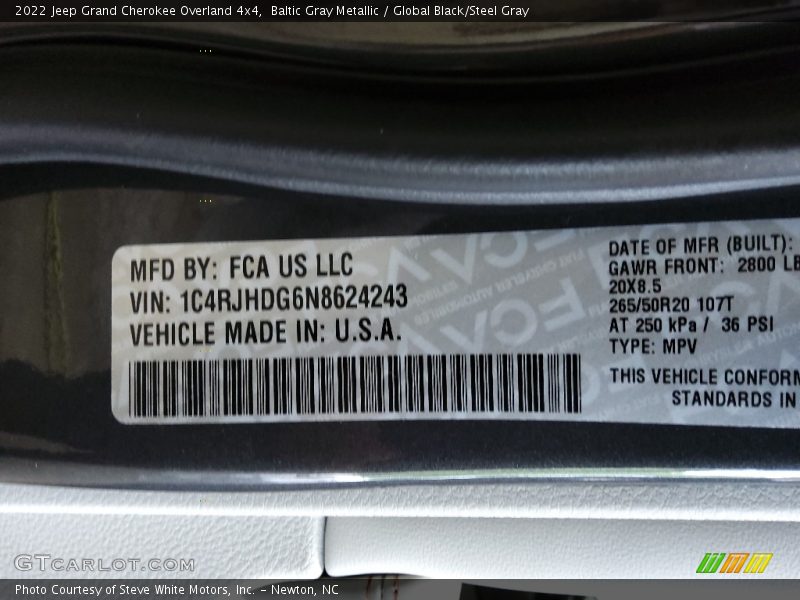 2022 Jeep Grand Cherokee Overland 4x4, Baltic Gray Metallic / Global Black/Steel Gray
MFD BY: FCA US LLC
VIN: 1C4RJHDG6N8624243
VEHICLE MADE IN: U.S.A.
DATE OF MFR (BUILT):
GAWR FRONT: 2800 LB
20X8.5
265/50R20 107T
AT 250 kPa / 36 PSI
TYPE: MPV
THIS VEHICLE CONFORM
STANDARDS IN
GTCARLOT.COM
Photo Courtesy of Steve White Motors, Inc. – Newton, NC